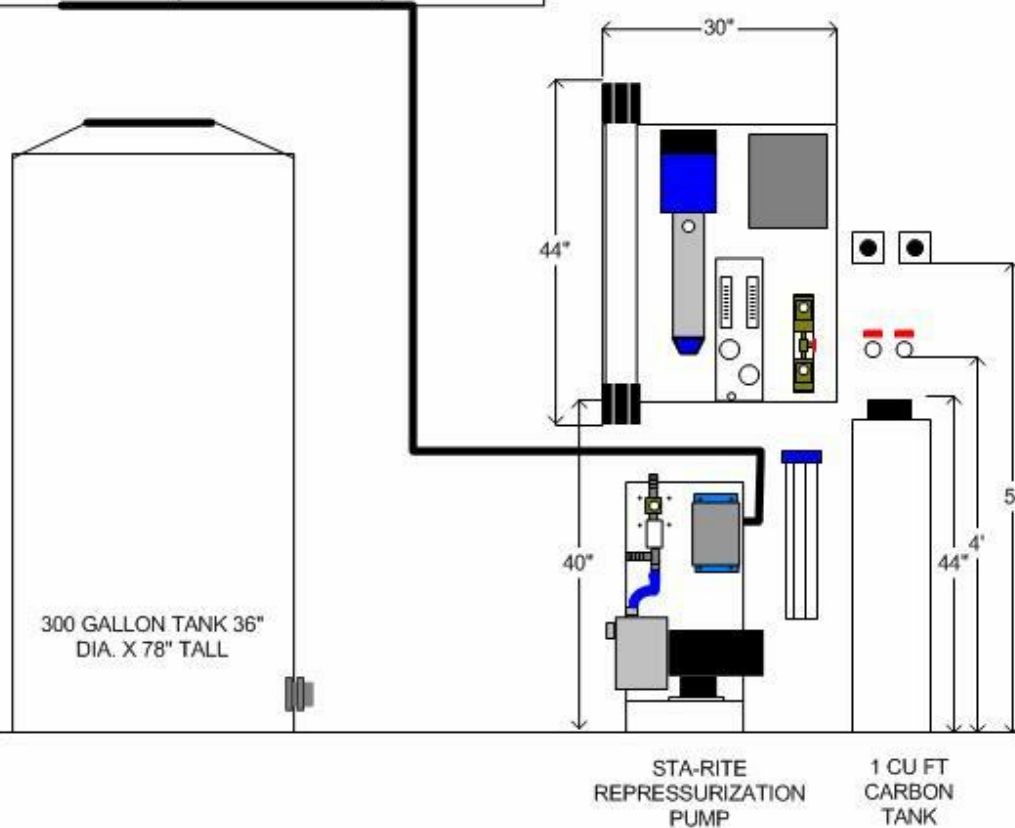 30"
44"
5
4'
44"
40"
300 GALLON TANK 36"
DIA. X 78" TALL
STA-RITE
REPRESSURIZATION
PUMP
1 CU FT
CARBON
TANK